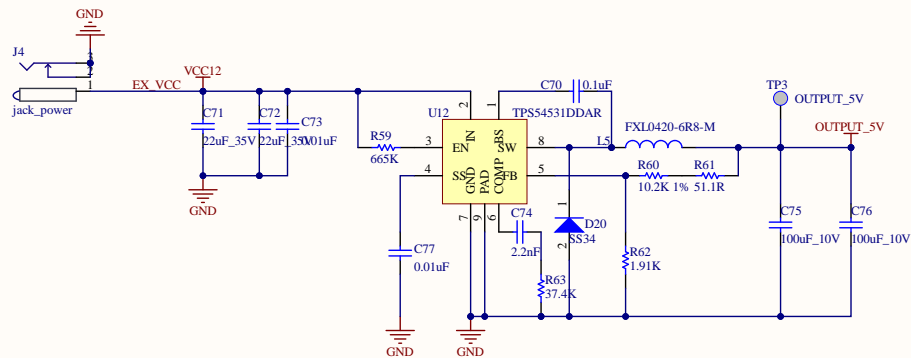 GND
J4
3
2
1
jack_power
EX_VCC
VCC12
C71
22uF_35V
C72
22uF_35V
C73
0.01uF
GND
R59
665K
U12
TPS54531DDAR
2
1
3
4
8
5
7
9
6
IN
BS
EN
SS
SW
FB
GND
PAD
COMP
C70
0.1uF
L5
FXL0420-6R8-M
TP3
OUTPUT_5V
OUTPUT_5V
R60
10.2K 1%
R61
51.1R
C74
2.2nF
1
2
D20
SS34
R62
1.91K
R63
37.4K
C75
100uF_10V
C76
100uF_10V
C77
0.01uF
GND
GND